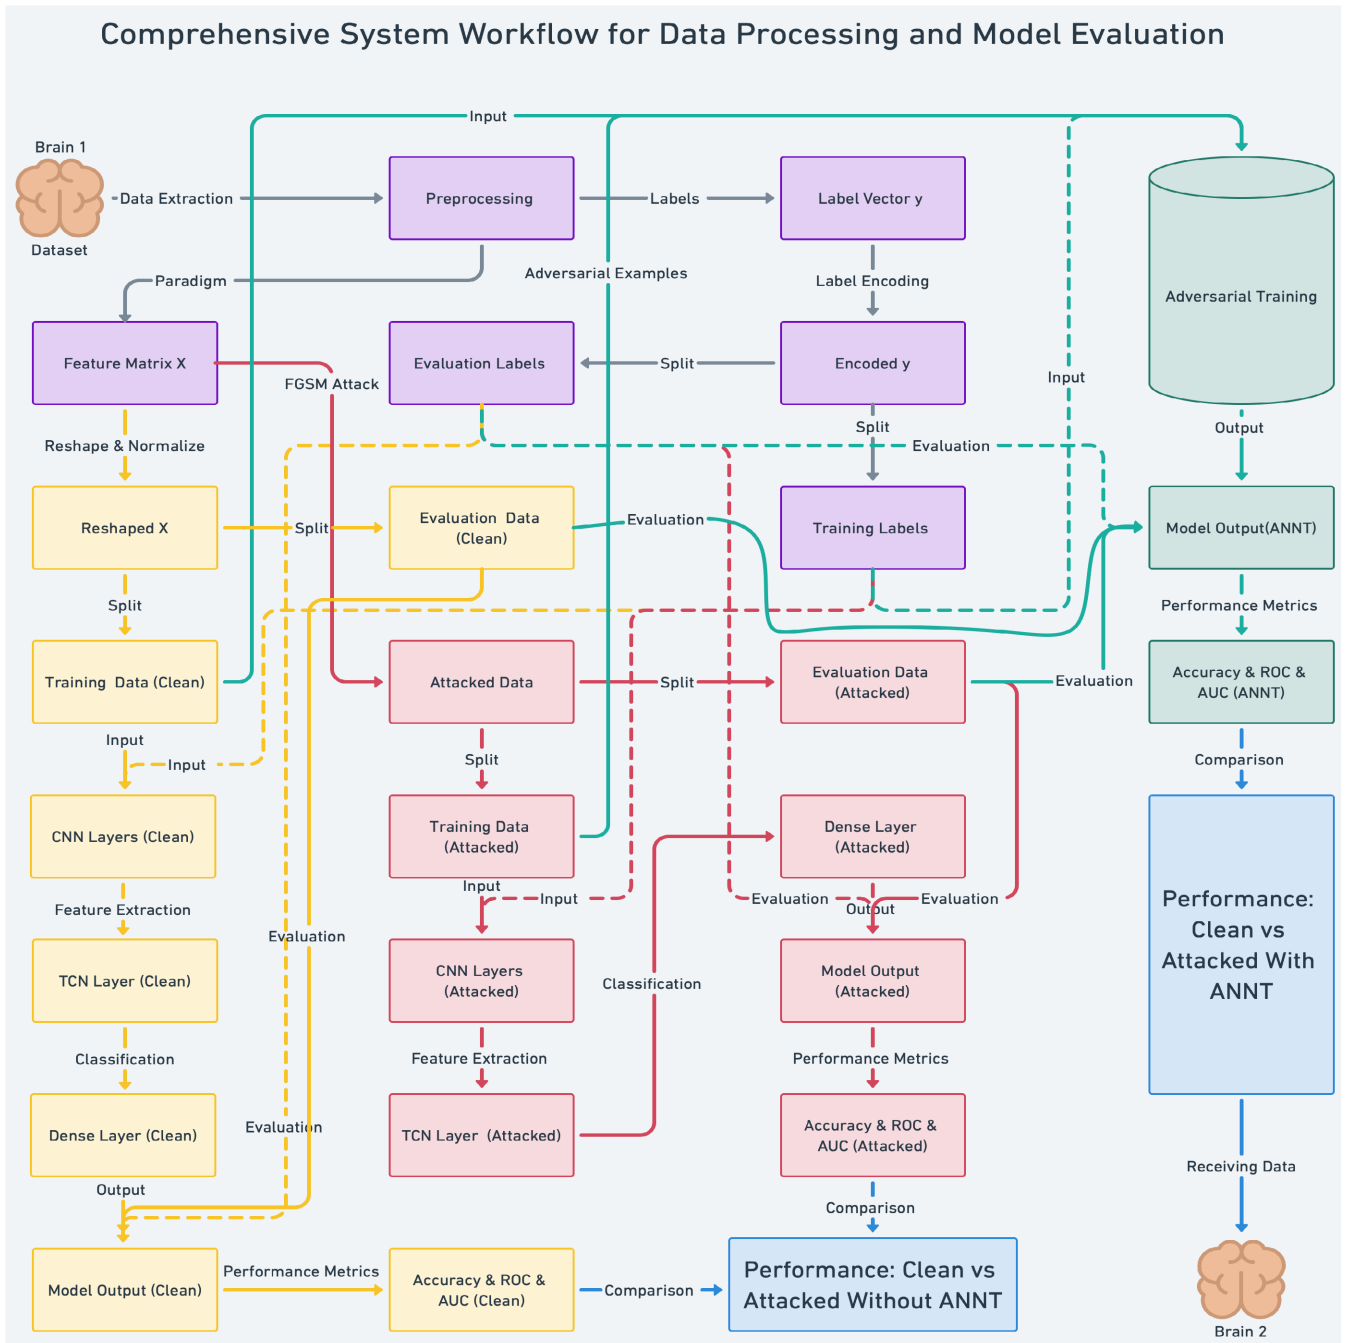 Comprehensive System Workflow for Data Processing and Model Evaluation
Input
Brain 1
Data Extraction
Preprocessing
Labels
Label Vector y
Dataset
Adversarial Examples
Paradigm
Label Encoding
Adversarial Training
Feature Matrix X
FGSM Attack
Evaluation Labels
Split
Encoded y
Input
Split
Output
Reshape & Normalize
Evaluation
Reshaped X
Split
Evaluation Data
(Clean)
Evaluation
Training Labels
Model Output(ANNT)
Split
Performance Metrics
Training Data (Clean)
Attacked Data
Split
Evaluation Data
(Attacked)
Evaluation
Accuracy & ROC &
AUC (ANNT)
Input
Input
Split
Comparison
CNN Layers (Clean)
Training Data
(Attacked)
Dense Layer
(Attacked)
Input
Input
Evaluation
Output
Evaluation
Performance:
Clean vs
Attacked With
ANNT
Feature Extraction
Evaluation
TCN Layer (Clean)
CNN Layers
(Attacked)
Classification
Model Output
(Attacked)
Classification
Feature Extraction
Performance Metrics
Dense Layer (Clean)
Evaluation
TCN Layer (Attacked)
Accuracy & ROC &
AUC (Attacked)
Receiving Data
Output
Comparison
Model Output (Clean)
Performance Metrics
Accuracy & ROC &
AUC (Clean)
Comparison
Performance: Clean vs
Attacked Without ANNT
Brain 2